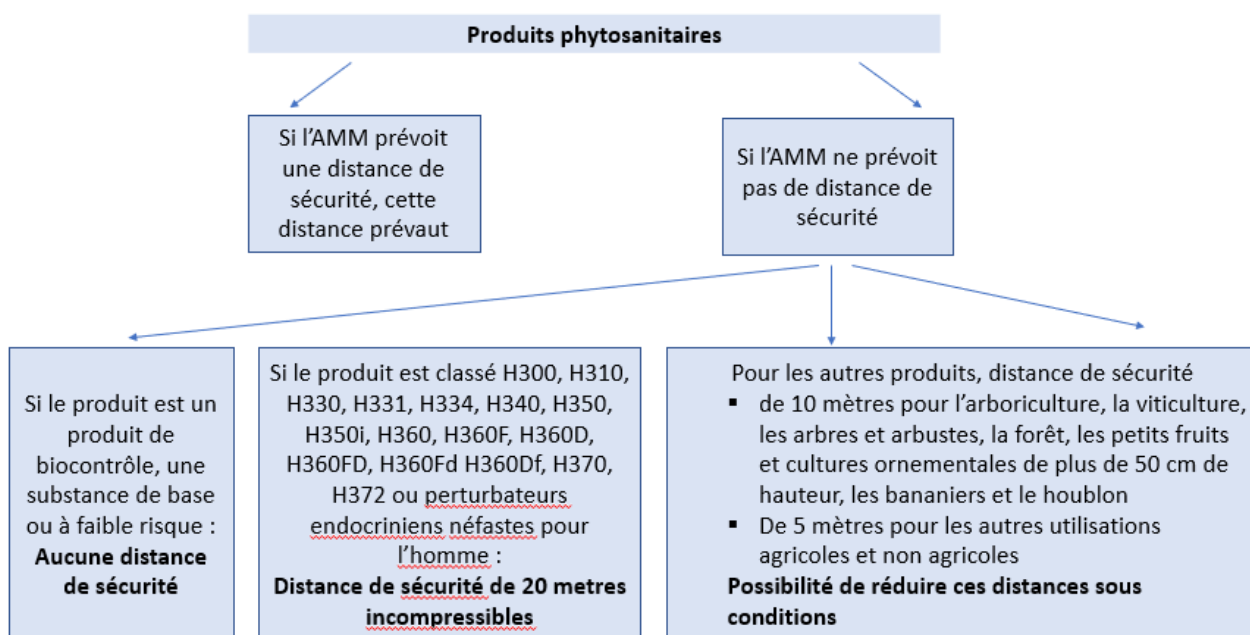 Produits phytosanitaires
Si l’AMM prévoit
une distance de
sécurité, cette
distance prévaut
Si l’AMM ne prévoit
pas de distance de
sécurité
Si le produit est un
produit de
biocontrôle, une
substance de base
ou à faible risque :
Aucune distance
de sécurité
Si le produit est classé H300, H310,
H330, H331, H334, H340, H350,
H350i, H360, H360F, H360D,
H360FD, H360Fd H360Df, H370,
H372 ou perturbateurs
endocriniens néfastes pour
l’homme :
Distance de sécurité de 20 metres
incompressibles
Pour les autres produits, distance de sécurité
▪ de 10 mètres pour l’arboriculture, la viticulture,
les arbres et arbustes, la forêt, les petits fruits
et cultures ornementales de plus de 50 cm de
hauteur, les bananiers et le houblon
▪ De 5 mètres pour les autres utilisations
agricoles et non agricoles
Possibilité de réduire ces distances sous
conditions